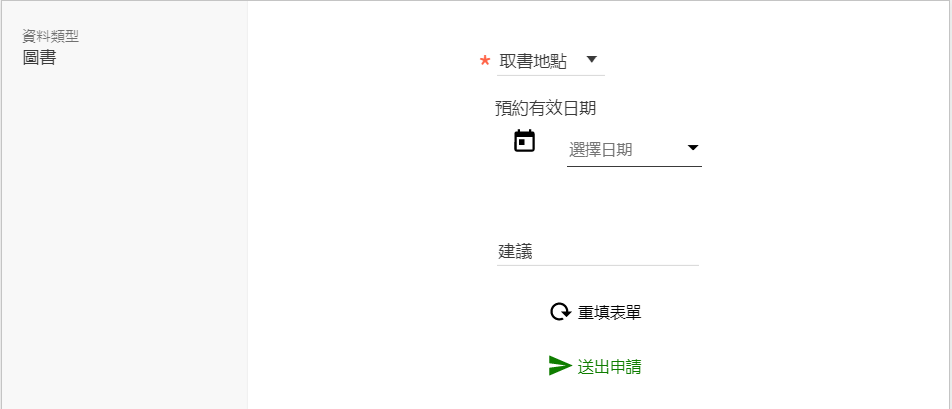 資料類型
圖書
* 取書地點
預約有效日期
選擇日期
建議
重填表單
送出申請